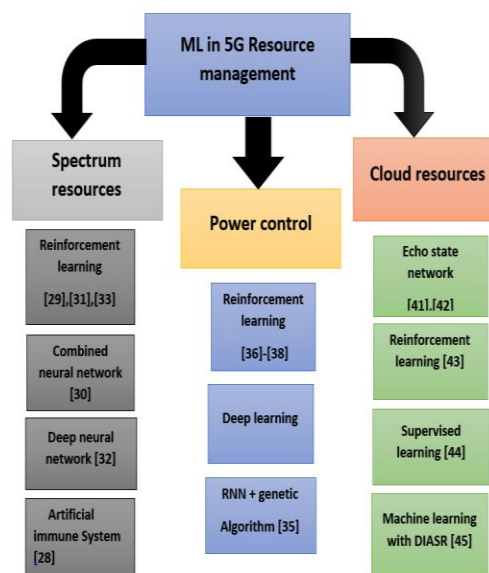 ML in 5G Resource
management
Spectrum
resources
Reinforcement
learning
[29],[31],[33]
Combined
neural network
[30]
Deep neural
network [32]
Artificial
immune System
[28]
Power control
Reinforcement
learning
[36]-[38]
Deep learning
RNN + genetic
Algorithm [35]
Cloud resources
Echo state
network
[41],[42]
Reinforcement
learning [43]
Supervised
learning [44]
Machine learning
with DIASR [45]